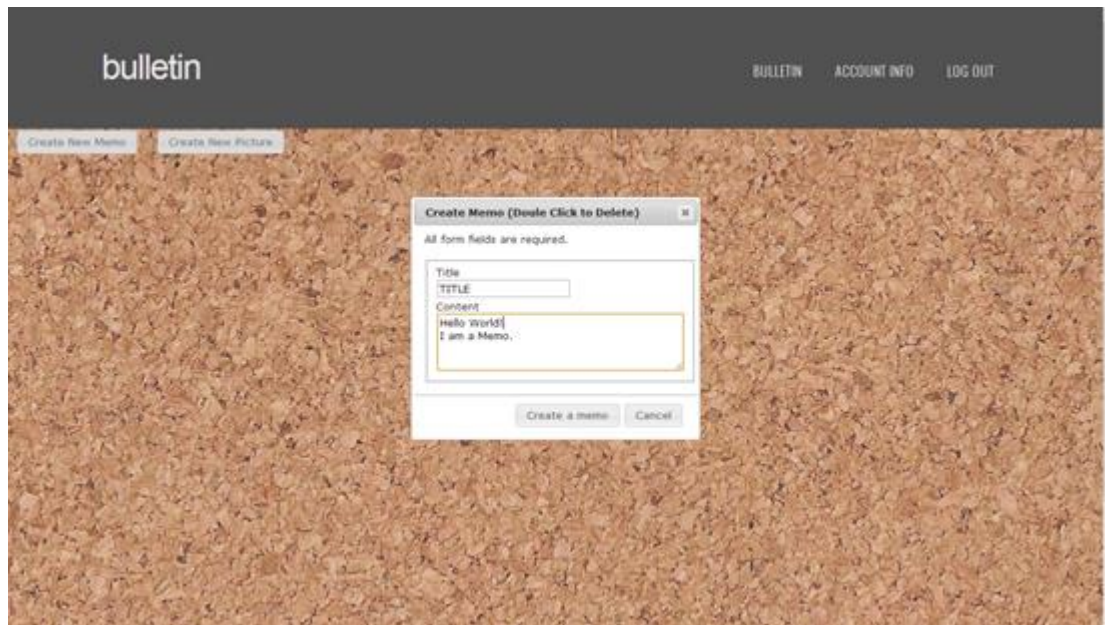 bulletin
BULLETIN ACCOUNT INFO LOG OUT
Create New Memo Create New Picture
Create Memo (Doule Click to Delete)
All form fields are required.
Title
TITLE
Content
Hello World!
I am a Memo.
Create a memo Cancel